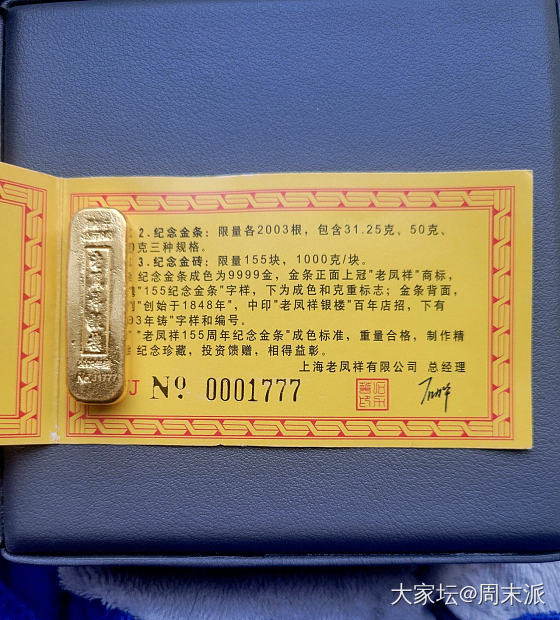 2.纪念金条：限量各2003根，包含31.25克、50克、
克三种规格。
3.纪念金砖：限量155块，1000克/块。
纪念金条成色为9999金，金条正面上冠"老凤祥"商标，
"155纪念金条"字样，下为成色和克重标志；金条背面，
"创始于1848年"，中印"老凤祥银楼"百年店招，下有
93年铸"字样和编号。
"老凤祥155周年纪念金条"成色标准，重量合格，制作精
纪念珍藏，投资馈赠，相得益彰。
上海老凤祥有限公司 总经理
J Nº 0001777
No.J1777
大家坛@周末派